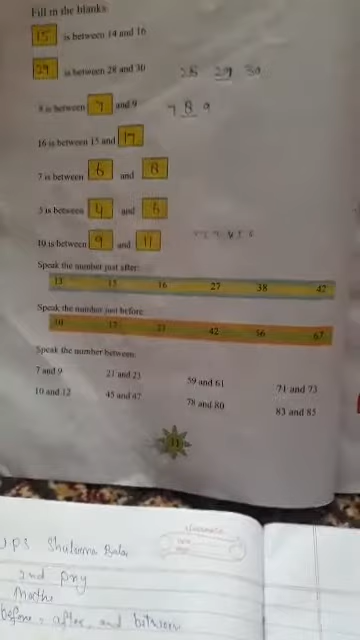 Fill in the blanks:
15 is between 14 and 16
29 is between 28 and 30 28 29 30
8 is between 7 and 9 7 8 9
16 is between 15 and 17
7 is between 6 and 8
5 is between 4 and 6
10 is between 9 and 11
Speak the number just after:
13 15 16 27 38 42
Speak the number just before:
10 21 42 56 67
Speak the number between:
7 and 9 21 and 23 59 and 61 71 and 73
10 and 12 45 and 47 78 and 80 83 and 85
UPS
2nd
Maths
before, after, and between